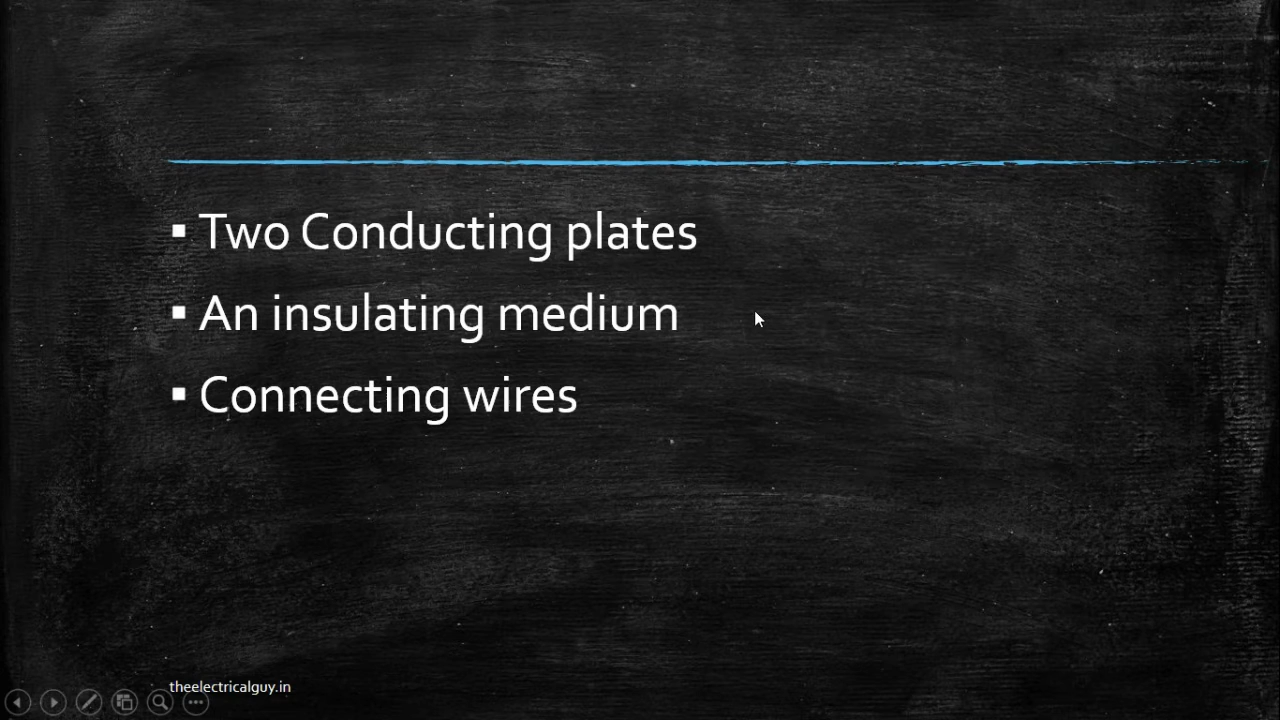 ▪ Two Conducting plates
▪ An insulating medium
▪ Connecting wires
theelectricalguy.in